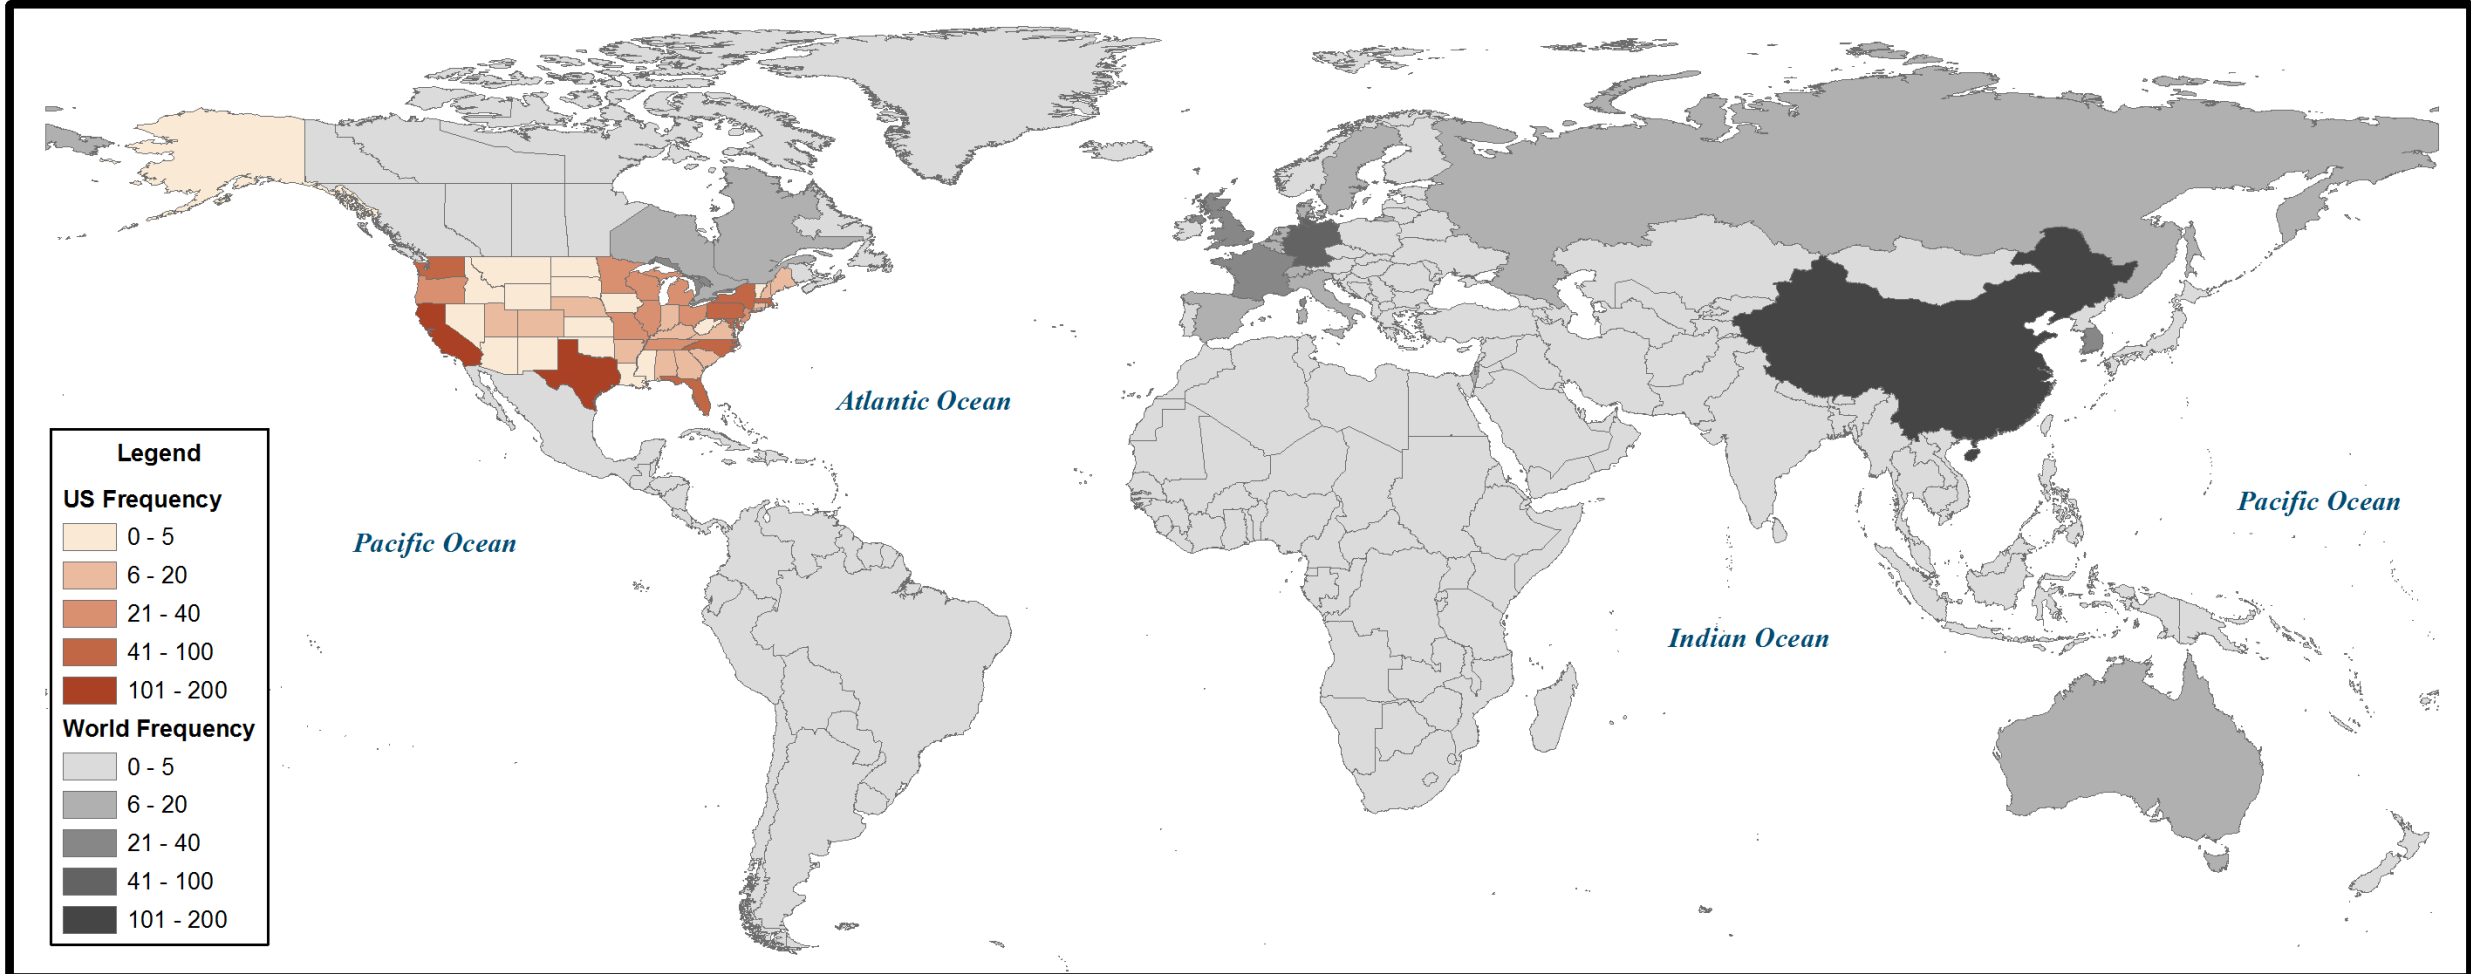 Atlantic Ocean
Pacific Ocean
Pacific Ocean
Indian Ocean
Legend
US Frequency
0 - 5
6 - 20
21 - 40
41 - 100
101 - 200
World Frequency
0 - 5
6 - 20
21 - 40
41 - 100
101 - 200